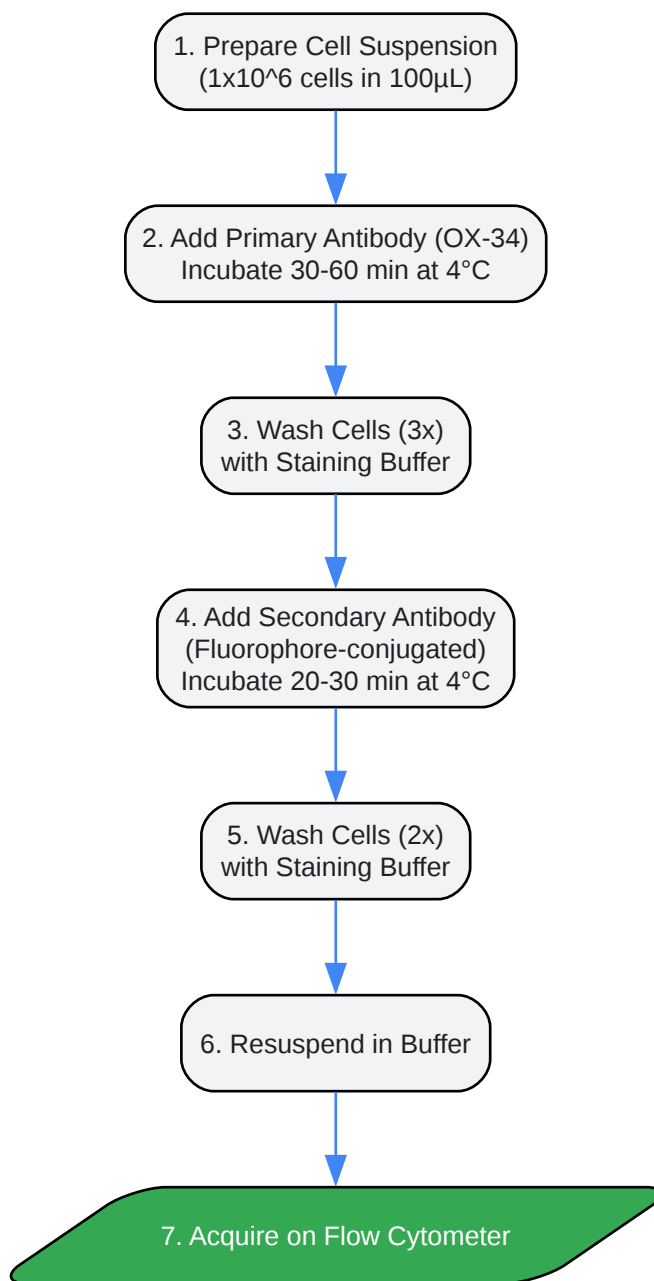 1. Prepare Cell Suspension
(1x10^6 cells in 100µL)
2. Add Primary Antibody (OX-34)
Incubate 30-60 min at 4°C
3. Wash Cells (3x)
with Staining Buffer
4. Add Secondary Antibody
(Fluorophore-conjugated)
Incubate 20-30 min at 4°C
5. Wash Cells (2x)
with Staining Buffer
6. Resuspend in Buffer
7. Acquire on Flow Cytometer